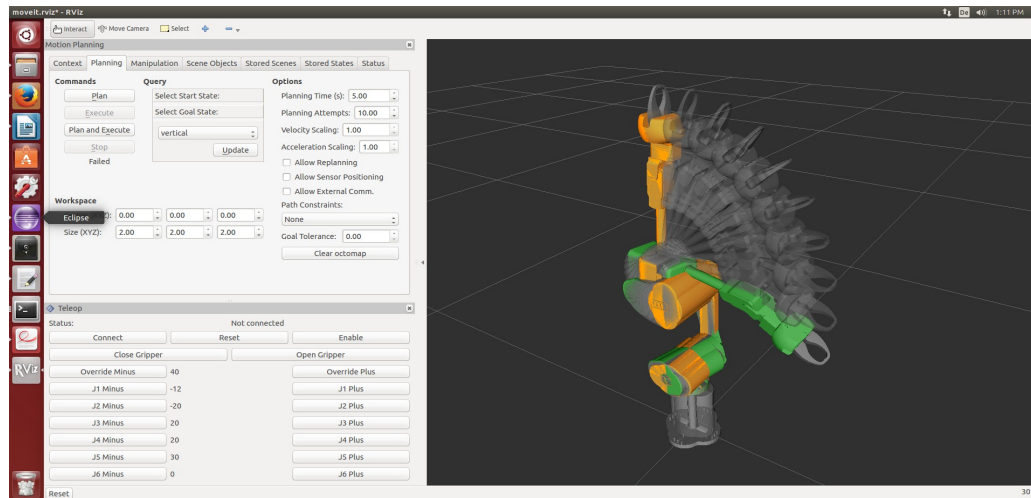 moveit.rviz* - RViz
De 1:11 PM
Interact Move Camera Select
Motion Planning
Context Planning Manipulation Scene Objects Stored Scenes Stored States Status
Commands Query Options
Plan Select Start State: Planning Time (s): 5.00
Execute Select Goal State: Planning Attempts: 10.00
Plan and Execute vertical Velocity Scaling: 1.00
Stop Update Acceleration Scaling: 1.00
Failed Allow Replanning
Allow Sensor Positioning
Allow External Comm.
Workspace Path Constraints:
Eclipse 0.00 0.00 0.00 None
Size (XYZ): 2.00 2.00 2.00 Goal Tolerance: 0.00
Clear octomap
Teleop
Status: Not connected
Connect Reset Enable
Close Gripper Open Gripper
Override Minus 40 Override Plus
J1 Minus -12 J1 Plus
J2 Minus -20 J2 Plus
J3 Minus 20 J3 Plus
J4 Minus 20 J4 Plus
J5 Minus 30 J5 Plus
J6 Minus 0 J6 Plus
RViz
Reset 30